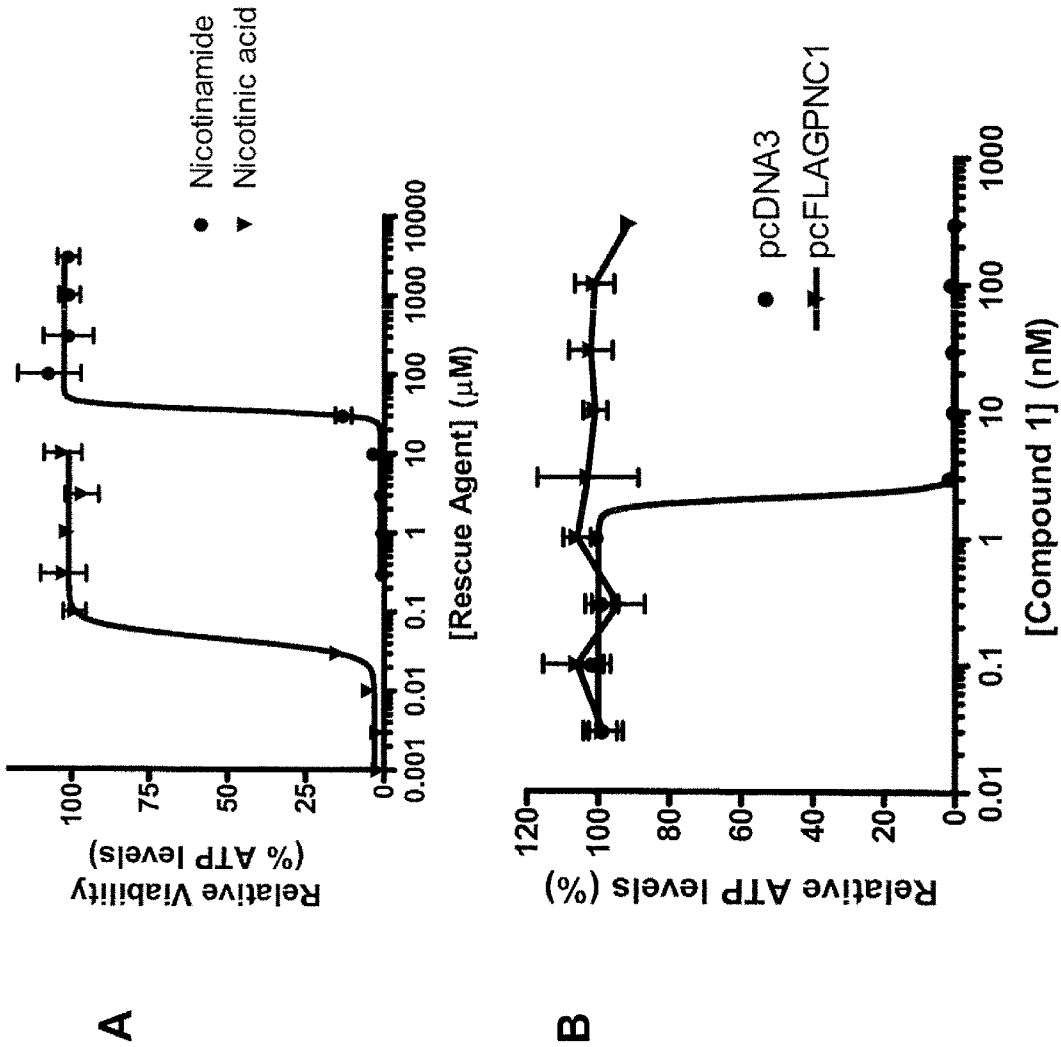 A
Relative Viability
(% ATP levels)
100
75
50
25
0
0.001
0.01
0.1
1
10
100
1000
10000
[Rescue Agent] (μM)
Nicotinamide
Nicotinic acid
B
Relative ATP levels (%)
120
100
80
60
40
20
0
0.01
0.1
1
10
100
1000
[Compound 1] (nM)
pcDNA3
pcFLAGPNC1